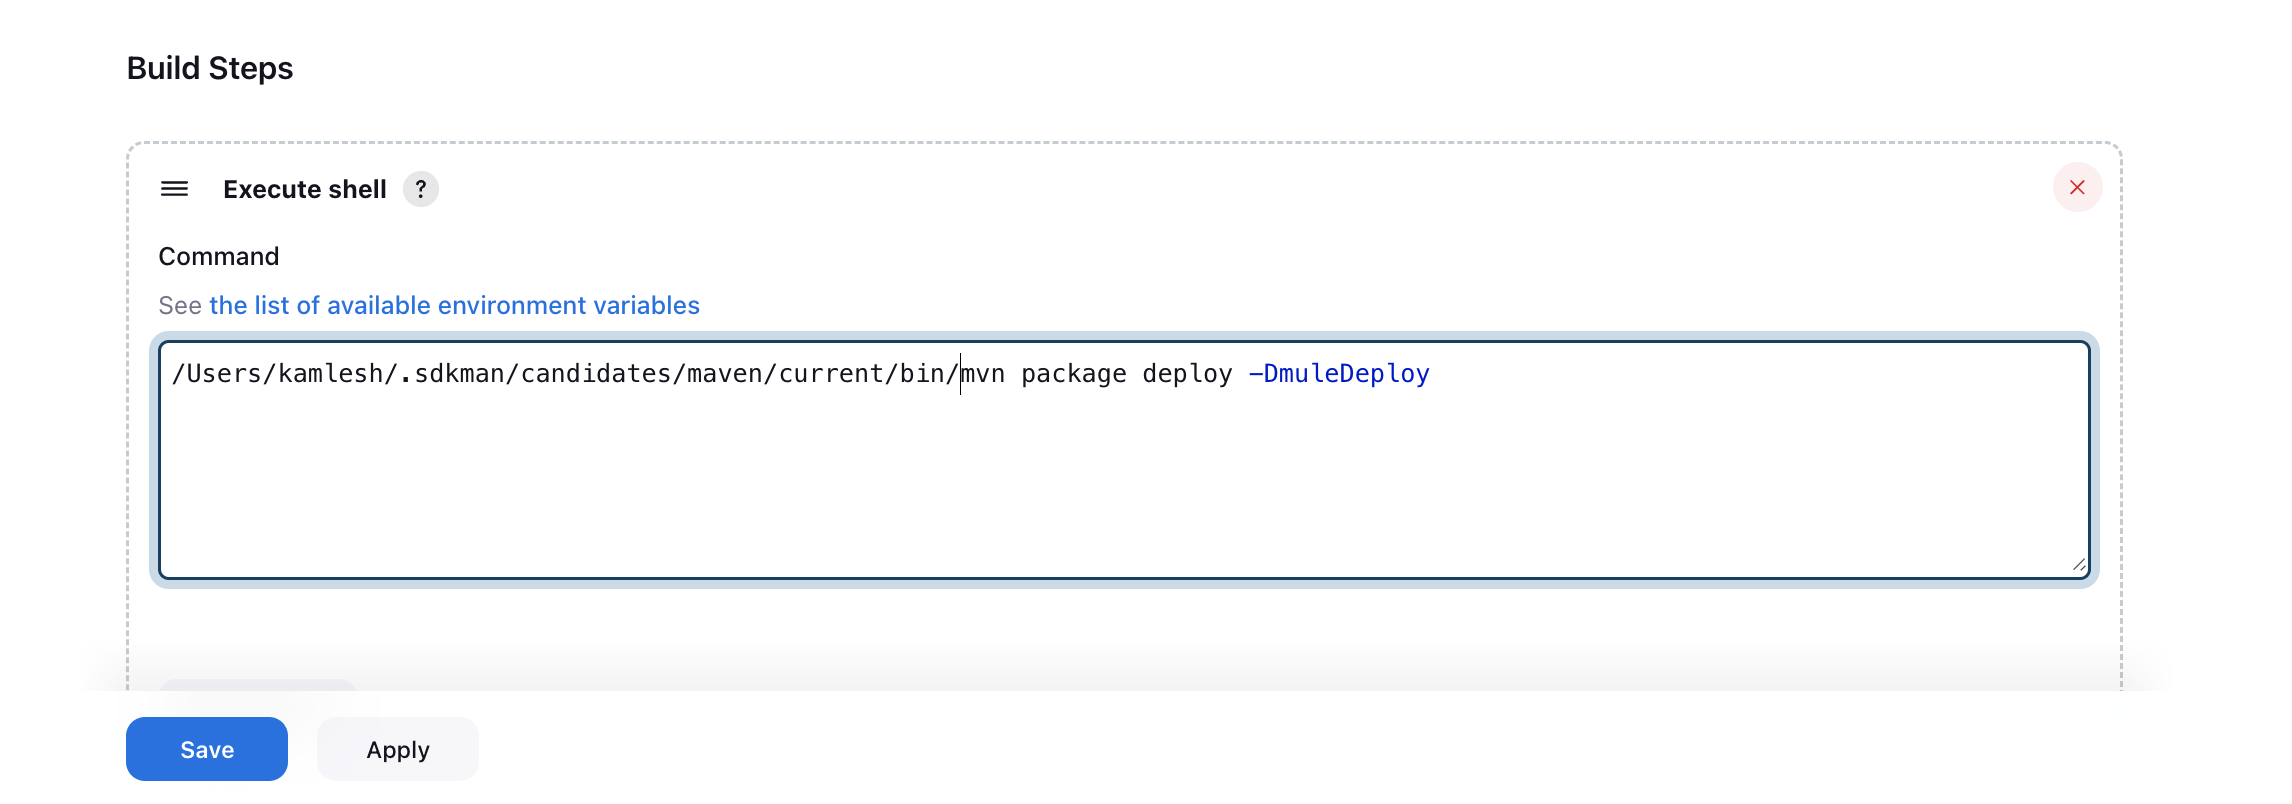 Build Steps
Execute shell ?
Command
See the list of available environment variables
/Users/kamlesh/.sdkman/candidates/maven/current/bin/mvn package deploy -DmuleDeploy
Save
Apply